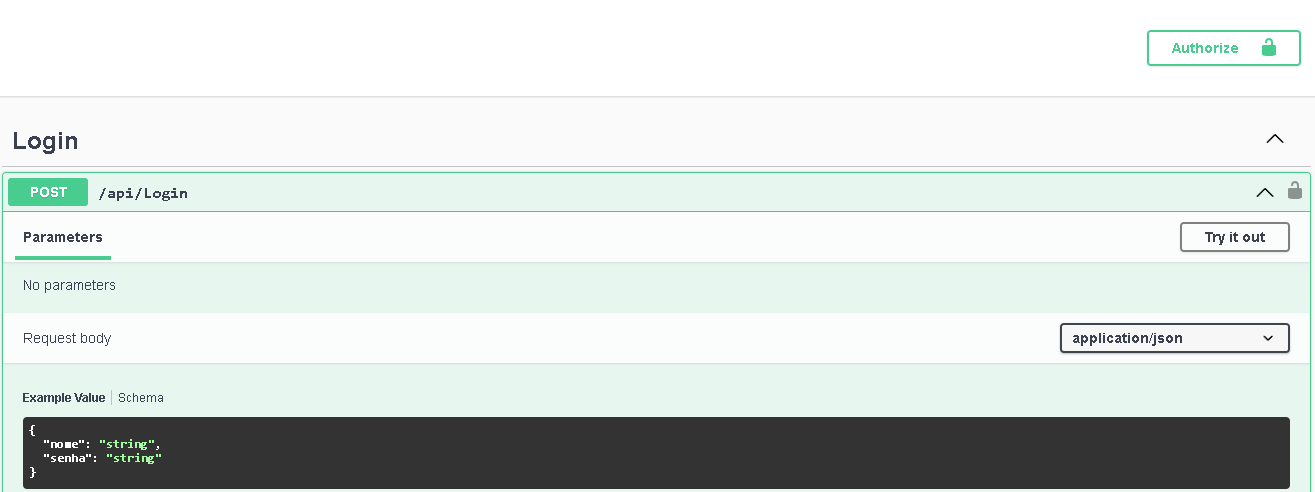 Authorize
Login
POST /api/Login
Parameters
Try it out
No parameters
Request body
application/json
Example Value Schema
{
"nome": "string",
"senha": "string"
}